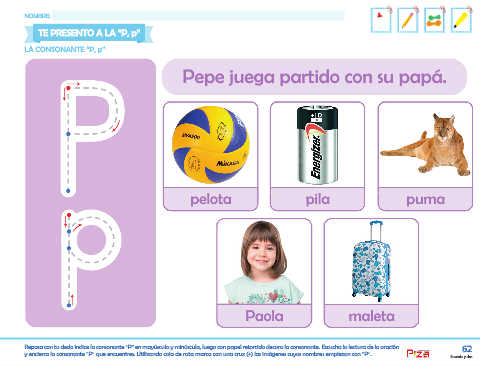 NOMBRE:
TE PRESENTO A LA "P, p"
LA CONSONANTE "P, p"
Pepe juega partido con su papá.
MVA200
MIKASA
pelota
Energizer
pila
puma
Paola
maleta
Repasa con tu dedo índice la consonante "P" en mayúscula y minúscula, luego con papel retorcido decora la consonante. Escucha la lectura de la oración
y encierra la consonante "P" que encuentres. Utilizando cola de rata marca con una cruz (x) las imágenes cuyos nombres empiezan con "P".
62